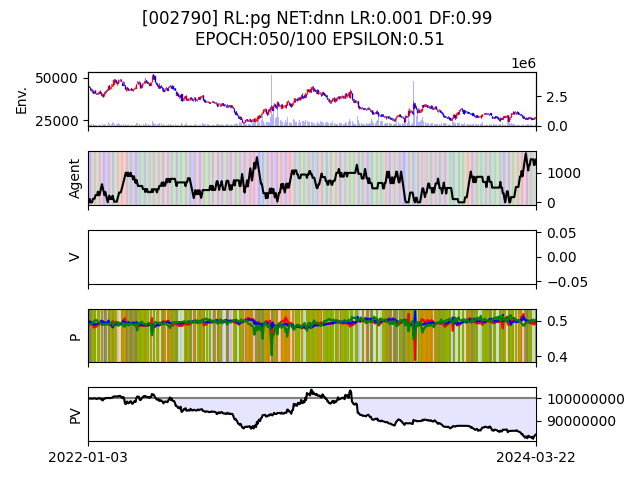 [002790] RL:pg NET:dnn LR:0.001 DF:0.99
EPOCH:050/100 EPSILON:0.51
1e6
Env.
50000
25000
2.5
0.0
Agent
1000
0
V
0.05
0.00
−0.05
P
0.5
0.4
PV
100000000
90000000
2022-01-03
2024-03-22